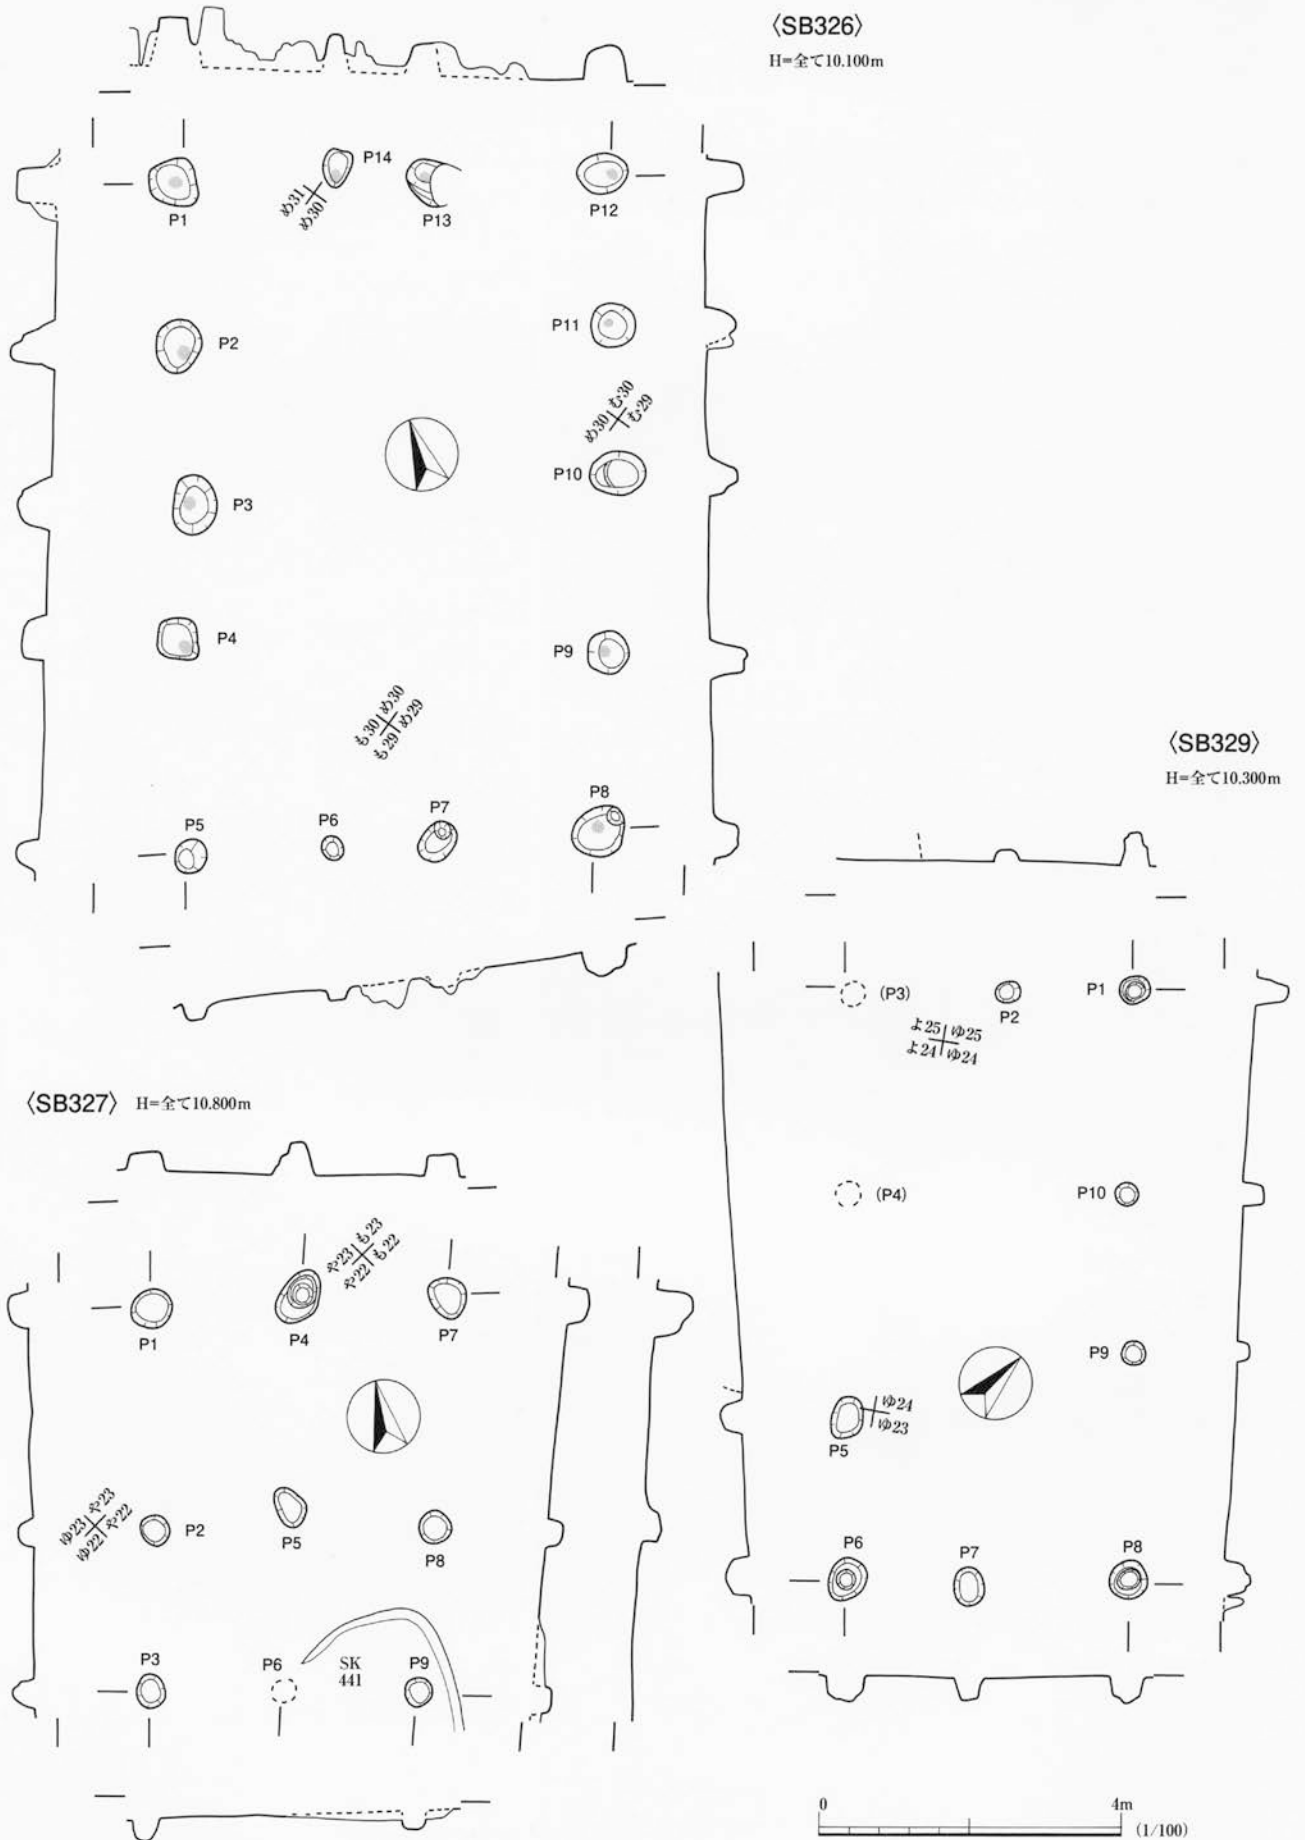 〈SB326〉
H=全て10.100m
P14
め31
め30
P1
P13
P12
P2
P11
め30 む30
む29
P10
P3
P4
P9
も30 め30
も29 め29
P5
P6
P7
P8
〈SB329〉
H=全て10.300m
(P3)
P2
P1
よ25 ゆ25
よ24 ゆ24
(P4)
P10
P9
ゆ24
ゆ23
P5
P6
P7
P8
〈SB327〉 H=全て10.800m
や23 も23
や22 も22
P1
P4
P7
ゆ23 や23
ゆ22 や22
P2
P5
P8
P3
P6
SK
441
P9
0 4m
(1/100)